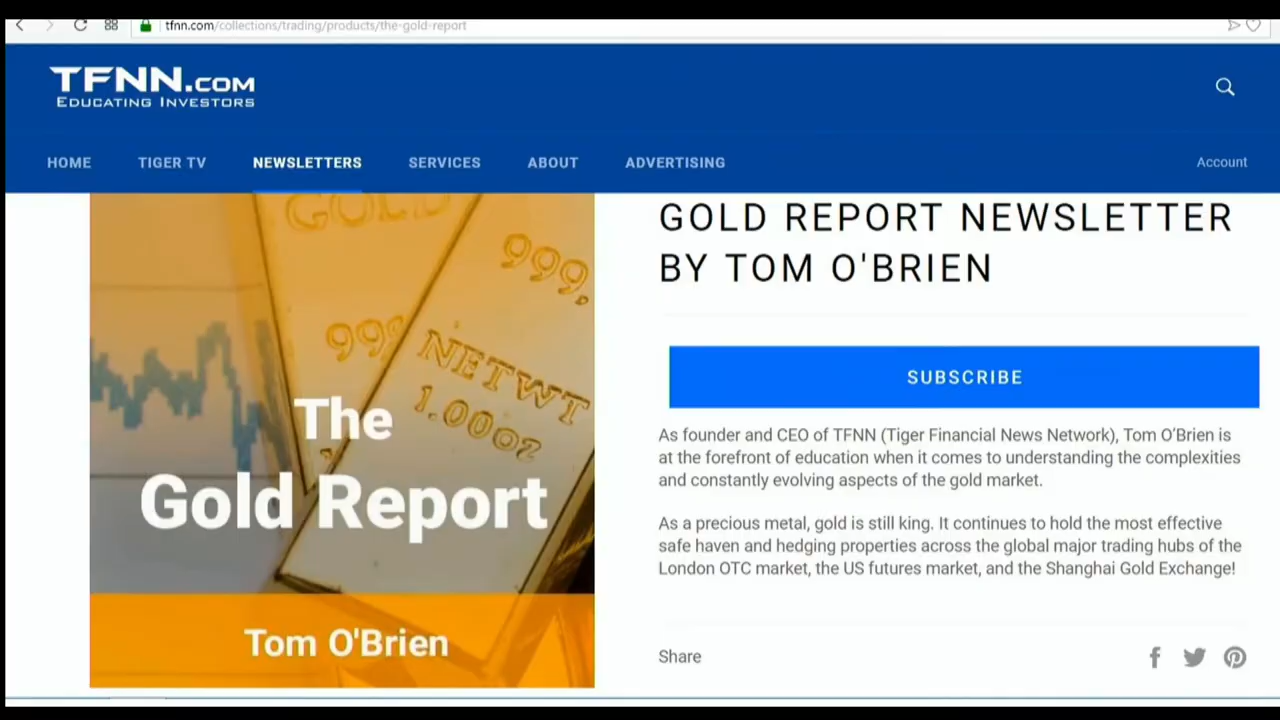 tfnn.com/collections/trading/products/the-gold-report
TFNN.COM
EDUCATING INVESTORS
HOME
TIGER TV
NEWSLETTERS
SERVICES
ABOUT
ADVERTISING
Account
GOLD
999.
999
NETWT
1.00oz
The
Gold Report
Tom O'Brien
GOLD REPORT NEWSLETTER
BY TOM O'BRIEN
SUBSCRIBE
As founder and CEO of TFNN (Tiger Financial News Network), Tom O’Brien is
at the forefront of education when it comes to understanding the complexities
and constantly evolving aspects of the gold market.
As a precious metal, gold is still king. It continues to hold the most effective
safe haven and hedging properties across the global major trading hubs of the
London OTC market, the US futures market, and the Shanghai Gold Exchange!
Share